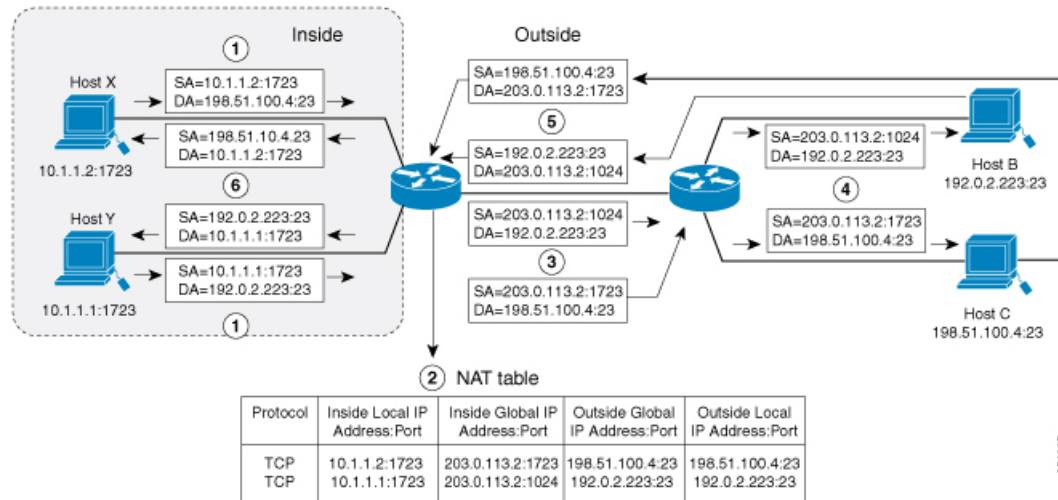 Inside
Outside
1
Host X
SA=10.1.1.2:1723
DA=198.51.100.4:23
SA=198.51.10.4.23
DA=10.1.1.2:1723
10.1.1.2:1723
6
Host Y
SA=192.0.2.223:23
DA=10.1.1.1:1723
SA=10.1.1.1:1723
DA=192.0.2.223:23
10.1.1.1:1723
1
SA=198.51.100.4:23
DA=203.0.113.2:1723
5
SA=192.0.2.223:23
DA=203.0.113.2:1024
SA=203.0.113.2:1024
DA=192.0.2.223:23
3
SA=203.0.113.2:1723
DA=198.51.100.4:23
SA=203.0.113.2:1024
DA=192.0.2.223:23
Host B
192.0.2.223:23
4
SA=203.0.113.2:1723
DA=198.51.100.4:23
Host C
198.51.100.4:23
2 NAT table
Protocol Inside Local IP Address:Port Inside Global IP Address:Port Outside Global IP Address:Port Outside Local IP Address:Port
TCP 10.1.1.2:1723 203.0.113.2:1723 198.51.100.4:23 198.51.100.4:23
TCP 10.1.1.1:1723 203.0.113.2:1024 192.0.2.223:23 192.0.2.223:23